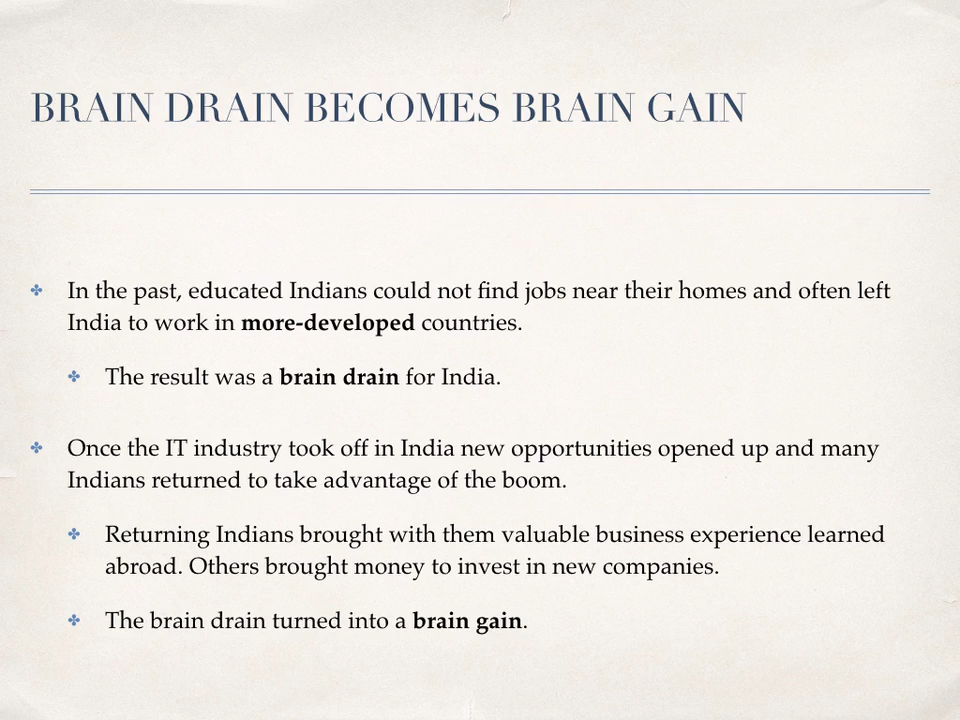 BRAIN DRAIN BECOMES BRAIN GAIN
In the past, educated Indians could not find jobs near their homes and often left
India to work in more-developed countries.
The result was a brain drain for India.
Once the IT industry took off in India new opportunities opened up and many
Indians returned to take advantage of the boom.
Returning Indians brought with them valuable business experience learned
abroad. Others brought money to invest in new companies.
The brain drain turned into a brain gain.